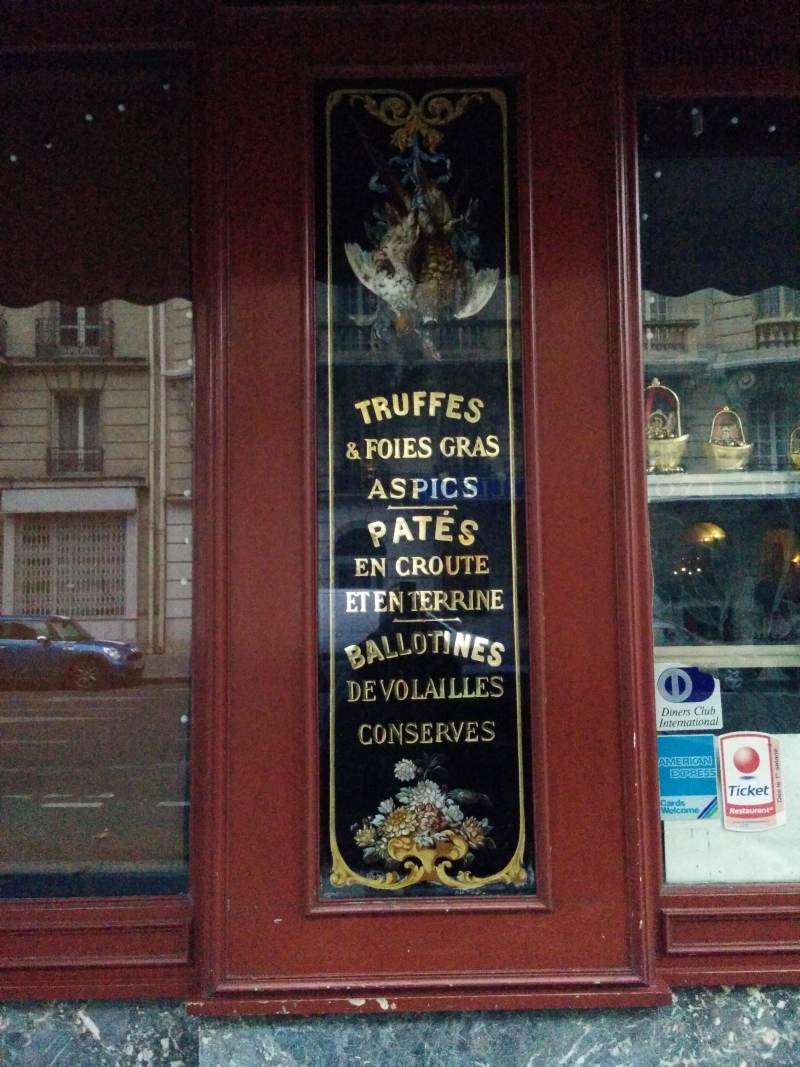 TRUFFES
& FOIES GRAS
ASPICS
PATÉS
EN CROUTE
ET EN TERRINE
BALLOTINES
DE VOLAILLES
CONSERVES
Diners Club
International
AMERICAN
EXPRESS
Cards
Welcome
Ticket
Restaurant